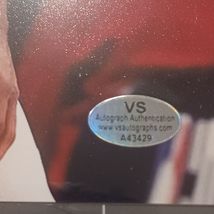 VS
Autograph Authentication
www.vsautographs.com
A43429